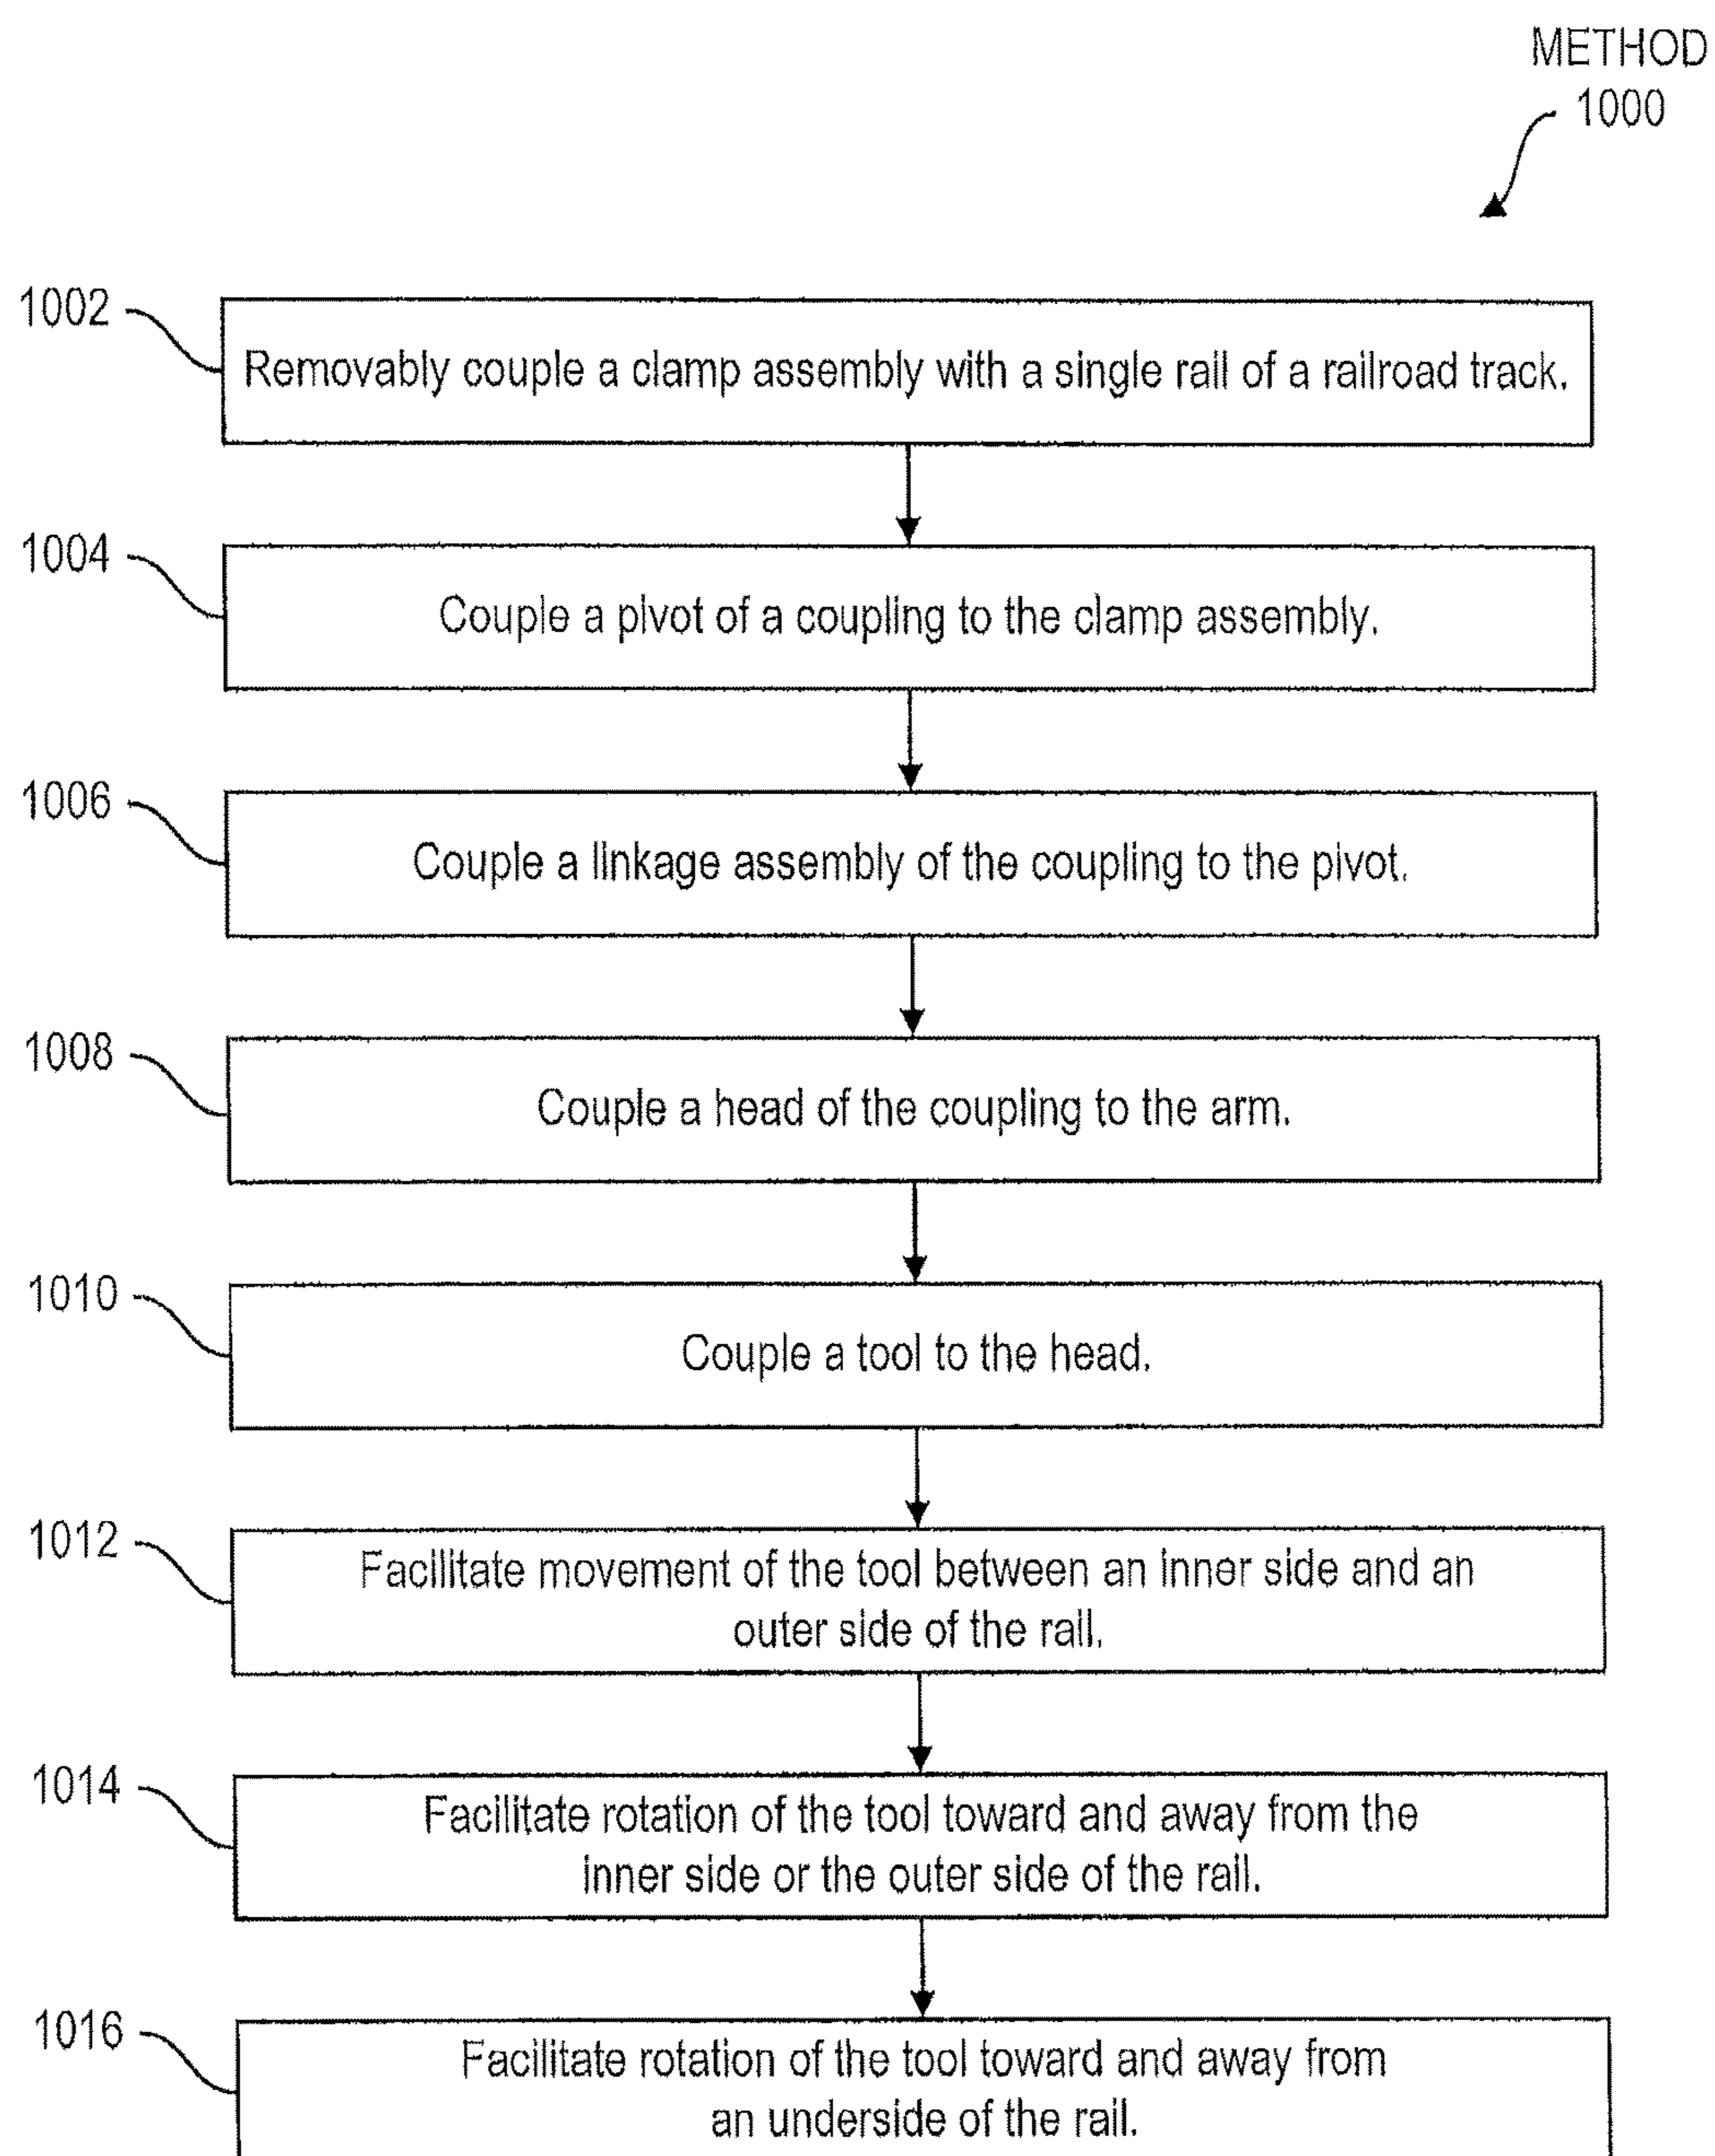 METHOD
1000
1002
Removably couple a clamp assembly with a single rail of a railroad track.
1004
Couple a pivot of a coupling to the clamp assembly.
1006
Couple a linkage assembly of the coupling to the pivot.
1008
Couple a head of the coupling to the arm.
1010
Couple a tool to the head.
1012
Facilitate movement of the tool between an inner side and an
outer side of the rail.
1014
Facilitate rotation of the tool toward and away from the
inner side or the outer side of the rail.
1016
Facilitate rotation of the tool toward and away from
an underside of the rail.